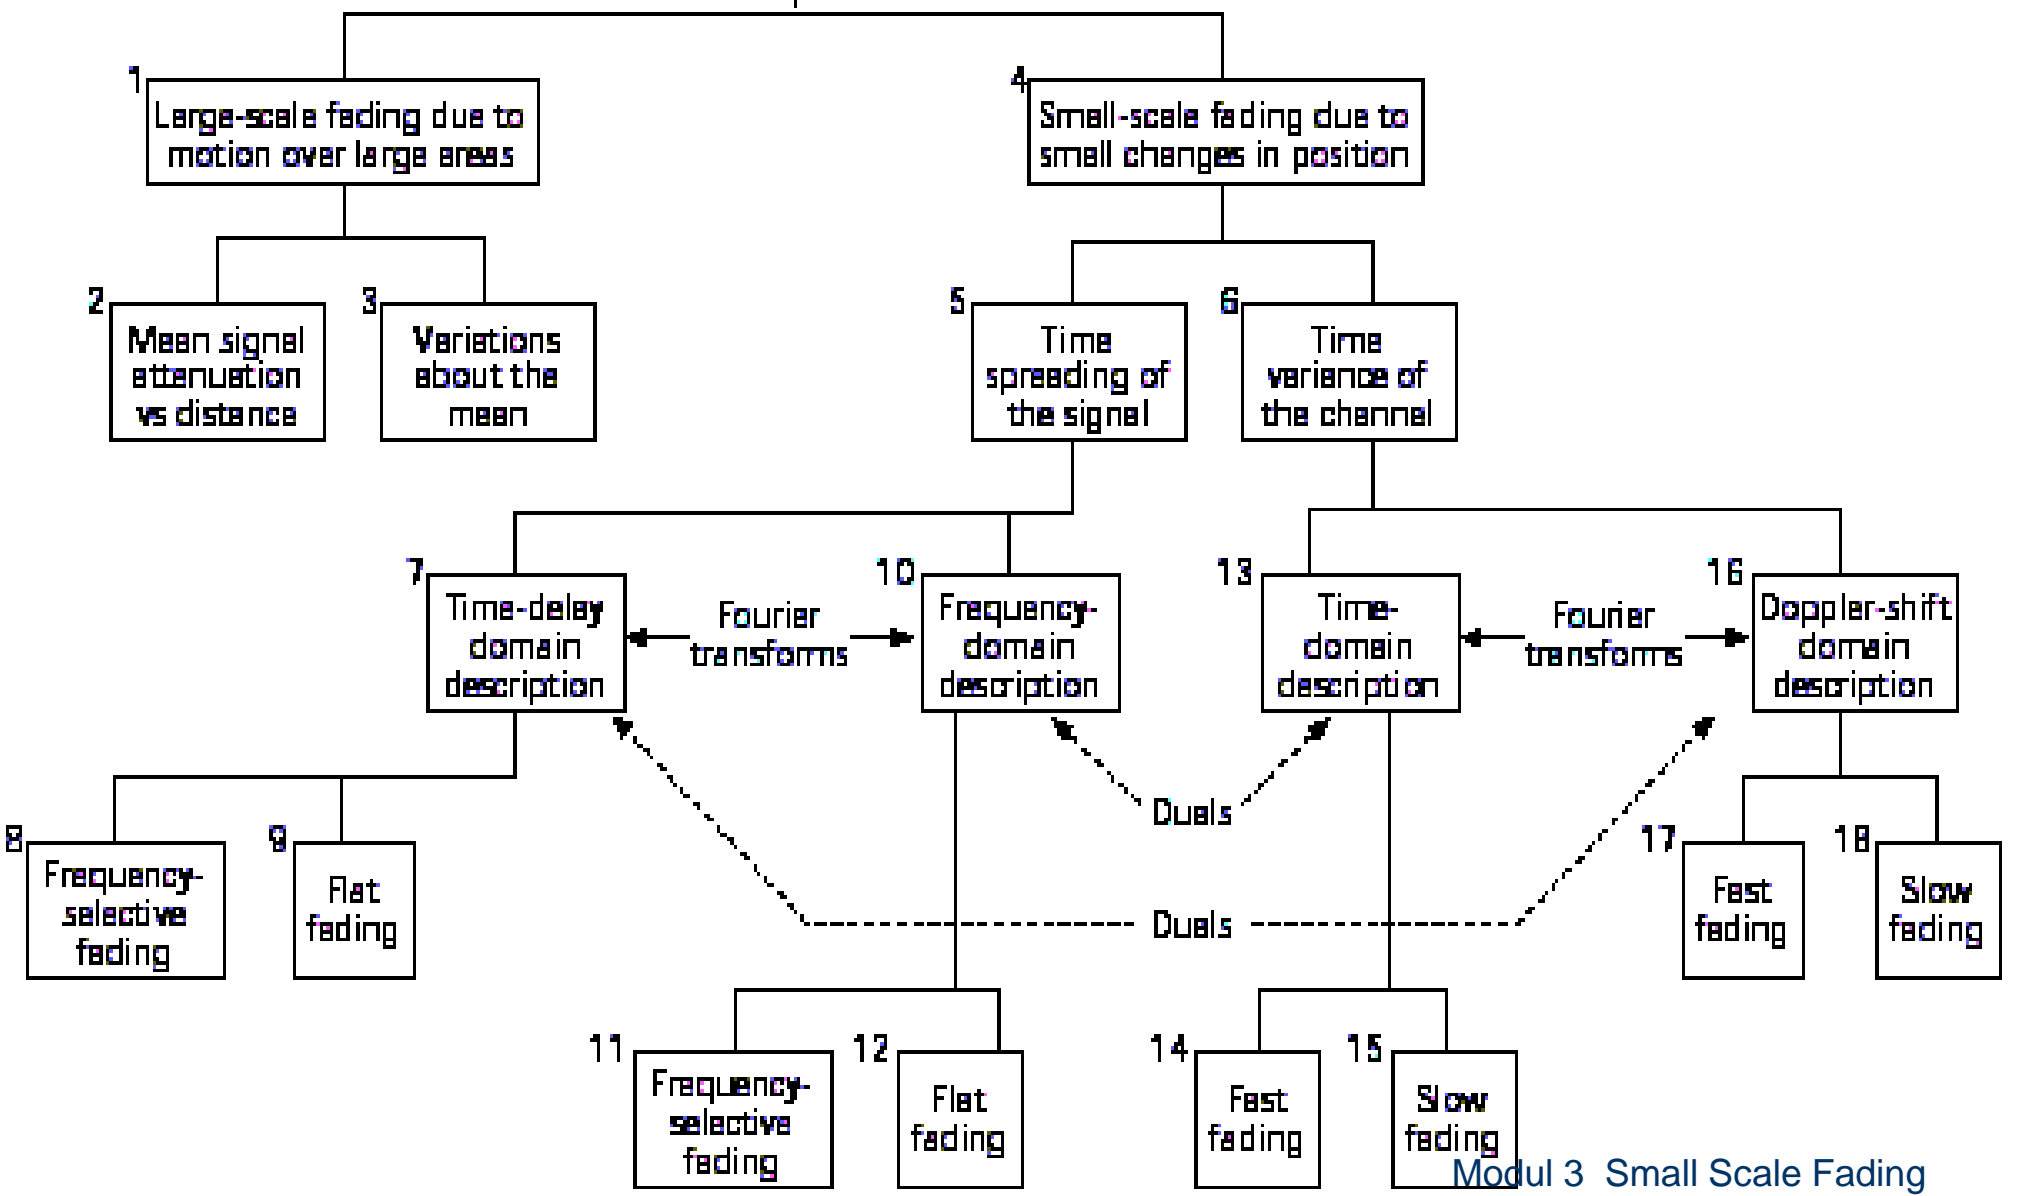 1
Large-scale fading due to
motion over large areas
4
Small-scale fading due to
small changes in position
2
Mean signal
attenuation
vs distance
3
Variations
about the
mean
5
Time
spreading of
the signal
6
Time
variance of
the channel
7
Time-delay
domain
description
Fourier
transforms
10
Frequency-
domain
description
13
Time-
domain
description
Fourier
transforms
16
Doppler-shift
domain
description
Duals
Duals
8
Frequency-
selective
fading
9
Flat
fading
17
Fast
fading
18
Slow
fading
11
Frequency-
selective
fading
12
Flat
fading
14
Fast
fading
15
Slow
fading
Modul 3 Small Scale Fading